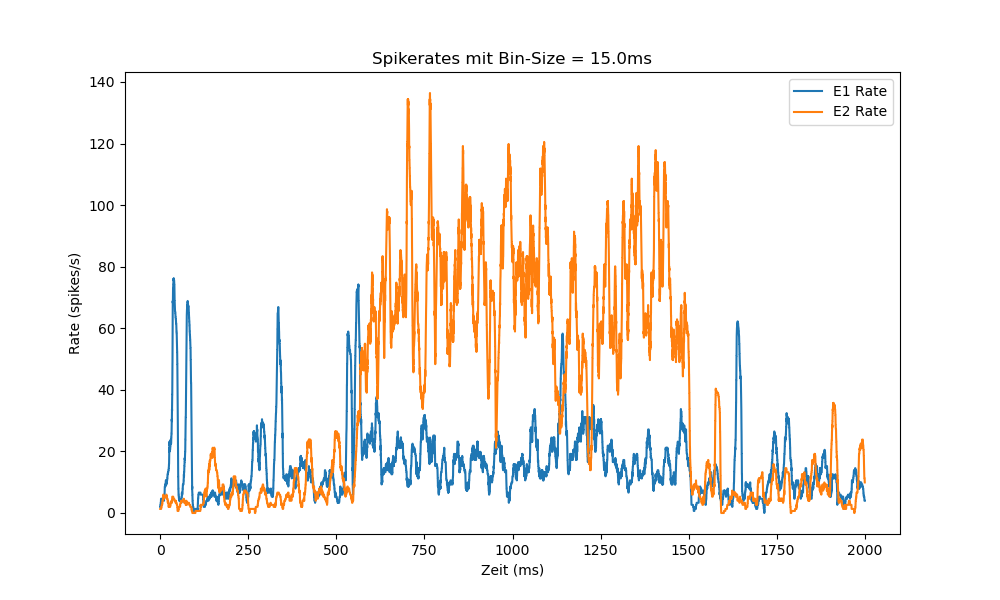 Spikerates mit Bin-Size = 15.0ms
E1 Rate
E2 Rate
140
120
100
80
60
40
20
0
Rate (spikes/s)
0 250 500 750 1000 1250 1500 1750 2000
Zeit (ms)